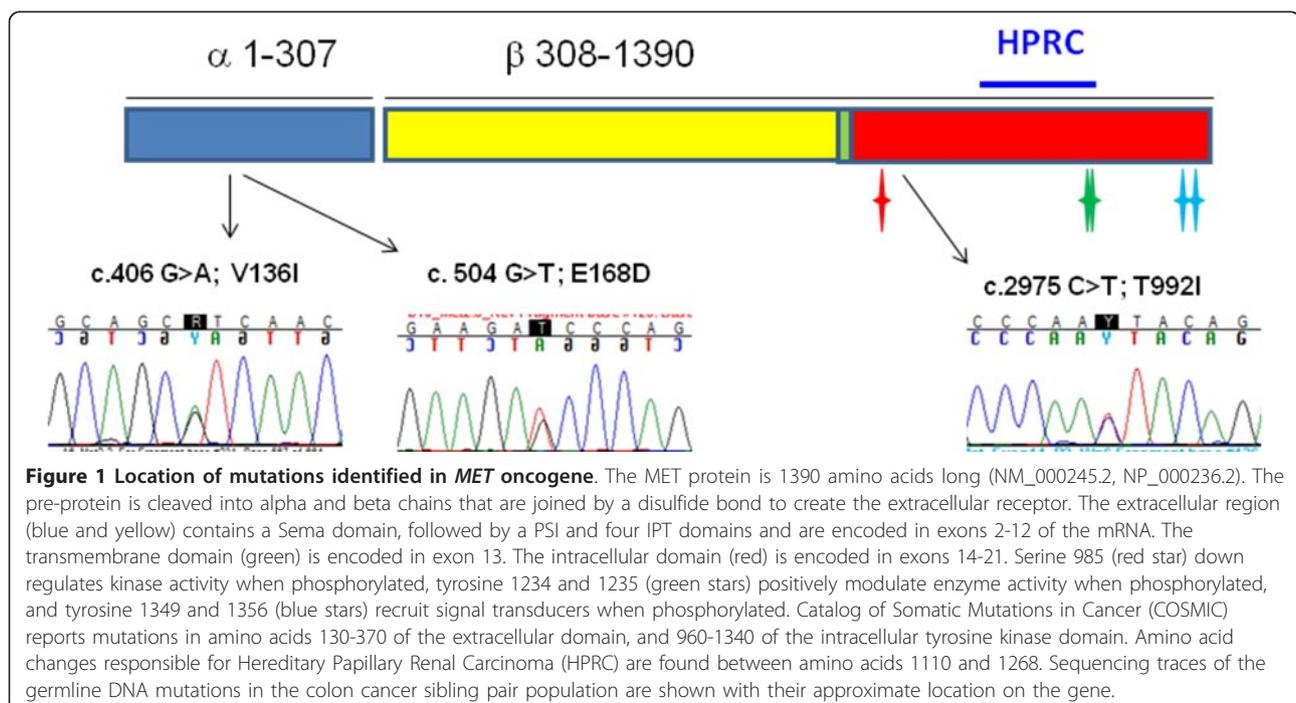 α 1-307
β 308-1390
HPRC
c.406 G>A; V136I
c. 504 G>T; E168D
c.2975 C>T; T992I
G C A G C R T C A A C
G A A G A T C C C A G
C T T C T A G G G T C
C C C A A Y T A C A G
C C C A A Y T A C A G
Figure 1 Location of mutations identified in MET oncogene. The MET protein is 1390 amino acids long (NM_000245.2, NP_000236.2). The
pre-protein is cleaved into alpha and beta chains that are joined by a disulfide bond to create the extracellular receptor. The extracellular region
(blue and yellow) contains a Sema domain, followed by a PSI and four IPT domains and are encoded in exons 2-12 of the mRNA. The
transmembrane domain (green) is encoded in exon 13. The intracellular domain (red) is encoded in exons 14-21. Serine 985 (red star) down
regulates kinase activity when phosphorylated, tyrosine 1234 and 1235 (green stars) positively modulate enzyme activity when phosphorylated,
and tyrosine 1349 and 1356 (blue stars) recruit signal transducers when phosphorylated. Catalog of Somatic Mutations in Cancer (COSMIC)
reports mutations in amino acids 130-370 of the extracellular domain, and 960-1340 of the intracellular tyrosine kinase domain. Amino acid
changes responsible for Hereditary Papillary Renal Carcinoma (HPRC) are found between amino acids 1110 and 1268. Sequencing traces of the
germline DNA mutations in the colon cancer sibling pair population are shown with their approximate location on the gene.